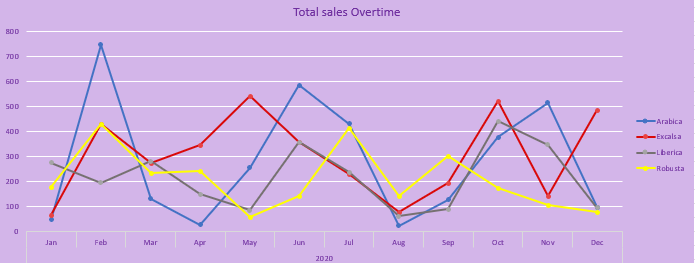 Total sales Overtime
800
700
600
500
400
300
200
100
0
Jan Feb Mar Apr May Jun Jul Aug Sep Oct Nov Dec
2020
Arabica
Excalsa
Liberica
Robusta